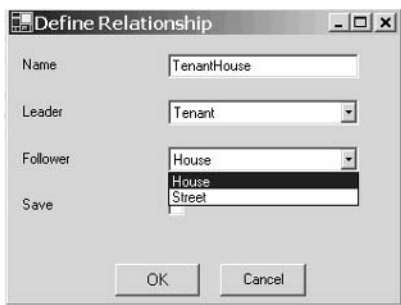 Define Relationship
Name TenantHouse
Leader Tenant
Follower House
House
Street
Save
OK Cancel